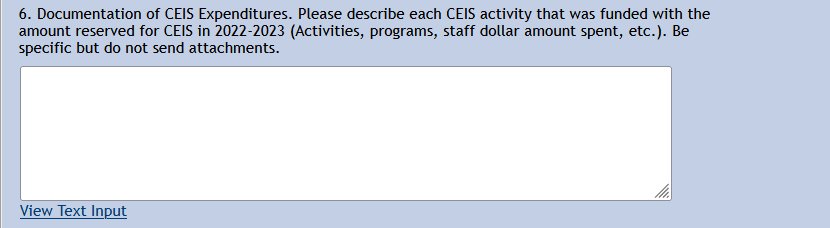 6. Documentation of CEIS Expenditures. Please describe each CEIS activity that was funded with the
amount reserved for CEIS in 2022-2023 (Activities, programs, staff dollar amount spent, etc.). Be
specific but do not send attachments.
View Text Input